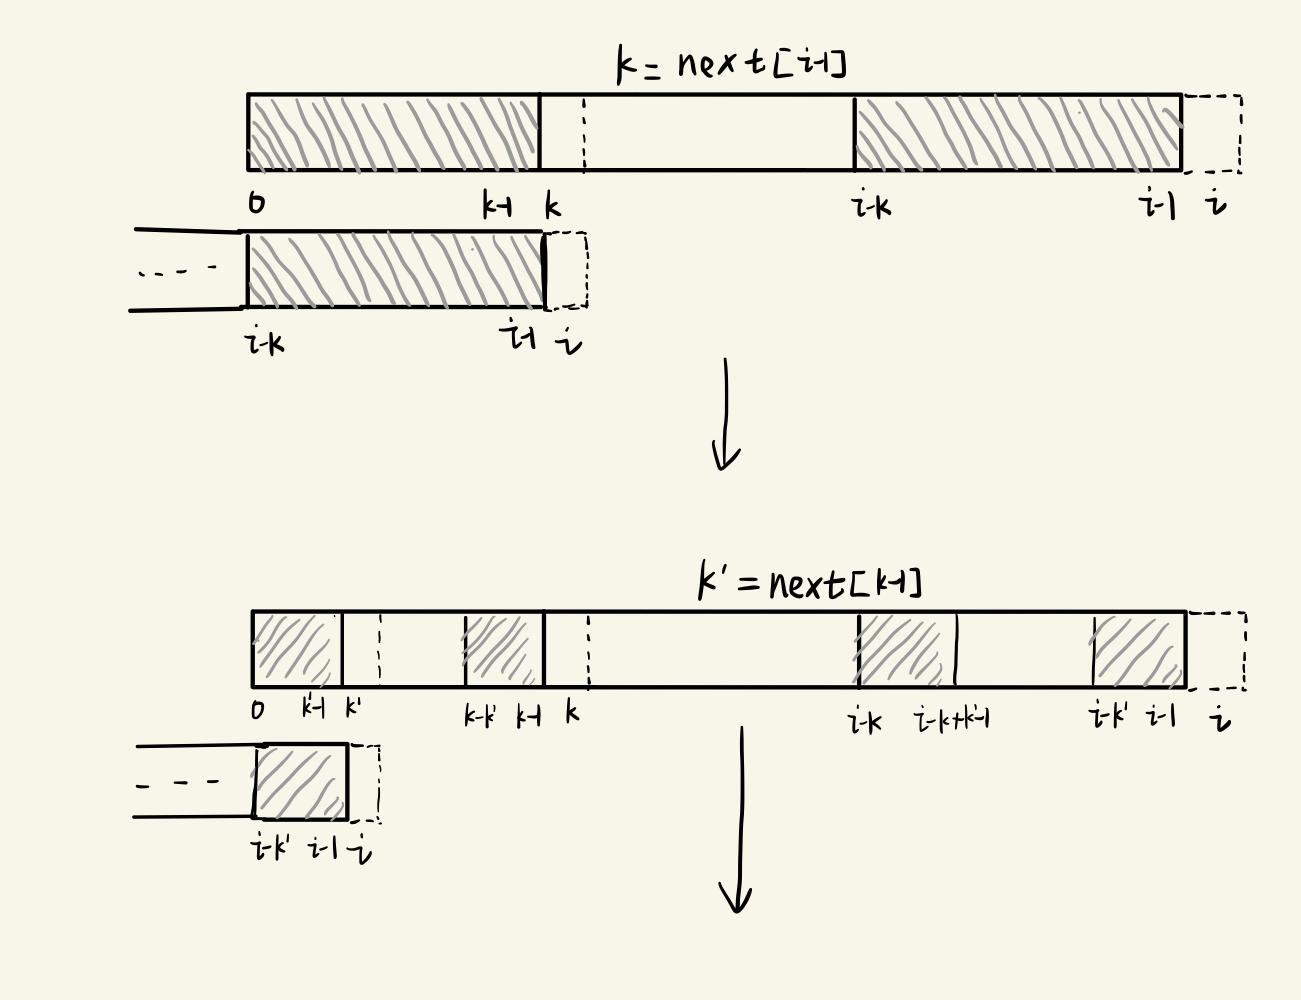 k = next[i-1]
0 k-1 k i-k i-1 i
i-k i-1 i
k' = next[k-1]
0 k'-1 k' k-k' k-1 k i-k i-k+k'-1 i-k' i-1 i
i-k' i-1 i